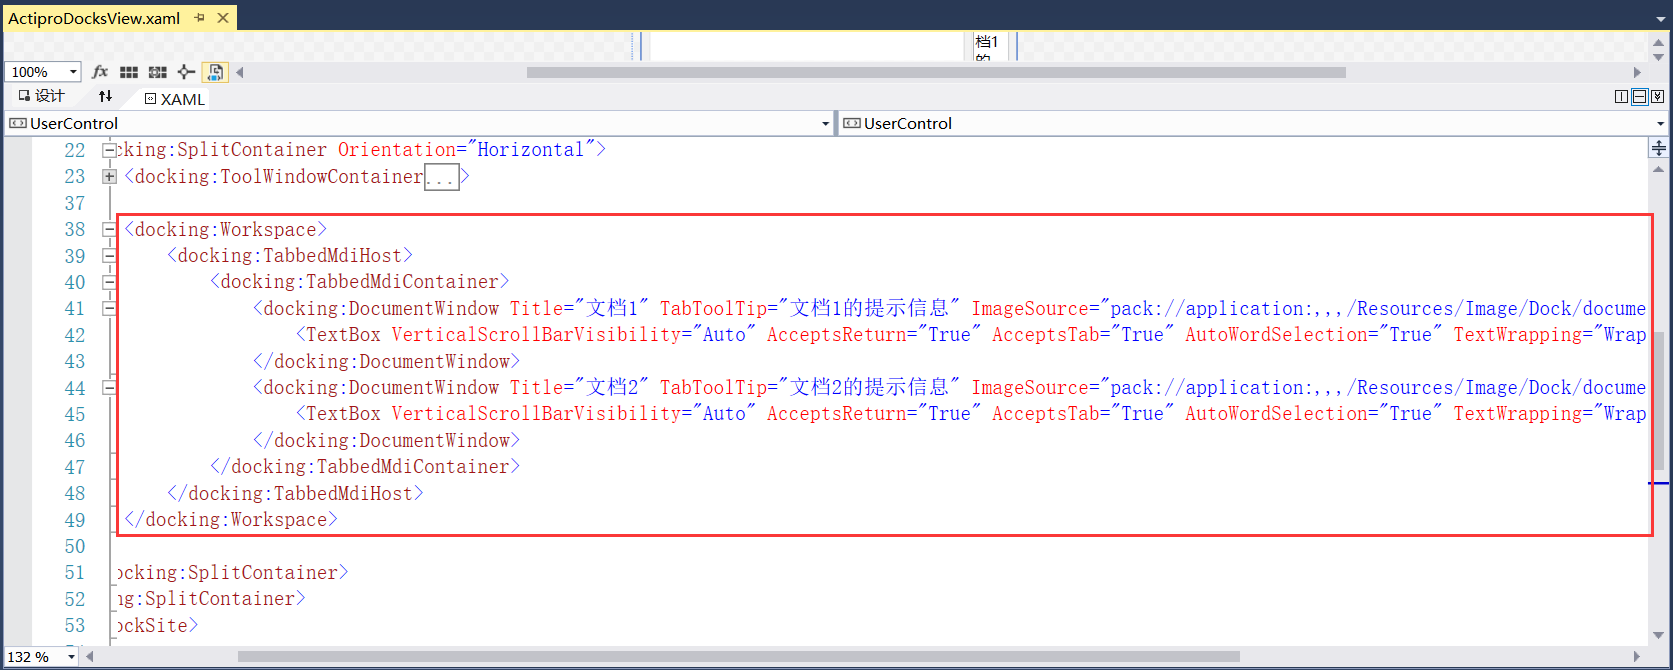 ActiproDocksView.xaml
档1
的
100%
fx
设计
XAML
UserControl
UserControl
22 cking:SplitContainer Orientation="Horizontal">
23 <docking:ToolWindowContainer...>
37
38 <docking:Workspace>
39 <docking:TabbedMdiHost>
40 <docking:TabbedMdiContainer>
41 <docking:DocumentWindow Title="文档1" TabToolTip="文档1的提示信息" ImageSource="pack://application:,,,/Resources/Image/Dock/docume
42 <TextBox VerticalScrollBarVisibility="Auto" AcceptsReturn="True" AcceptsTab="True" AutoWordSelection="True" TextWrapping="Wrap
43 </docking:DocumentWindow>
44 <docking:DocumentWindow Title="文档2" TabToolTip="文档2的提示信息" ImageSource="pack://application:,,,/Resources/Image/Dock/docume
45 <TextBox VerticalScrollBarVisibility="Auto" AcceptsReturn="True" AcceptsTab="True" AutoWordSelection="True" TextWrapping="Wrap
46 </docking:DocumentWindow>
47 </docking:TabbedMdiContainer>
48 </docking:TabbedMdiHost>
49 </docking:Workspace>
50
51 ocking:SplitContainer>
52 ng:SplitContainer>
53 ockSite>
132 %